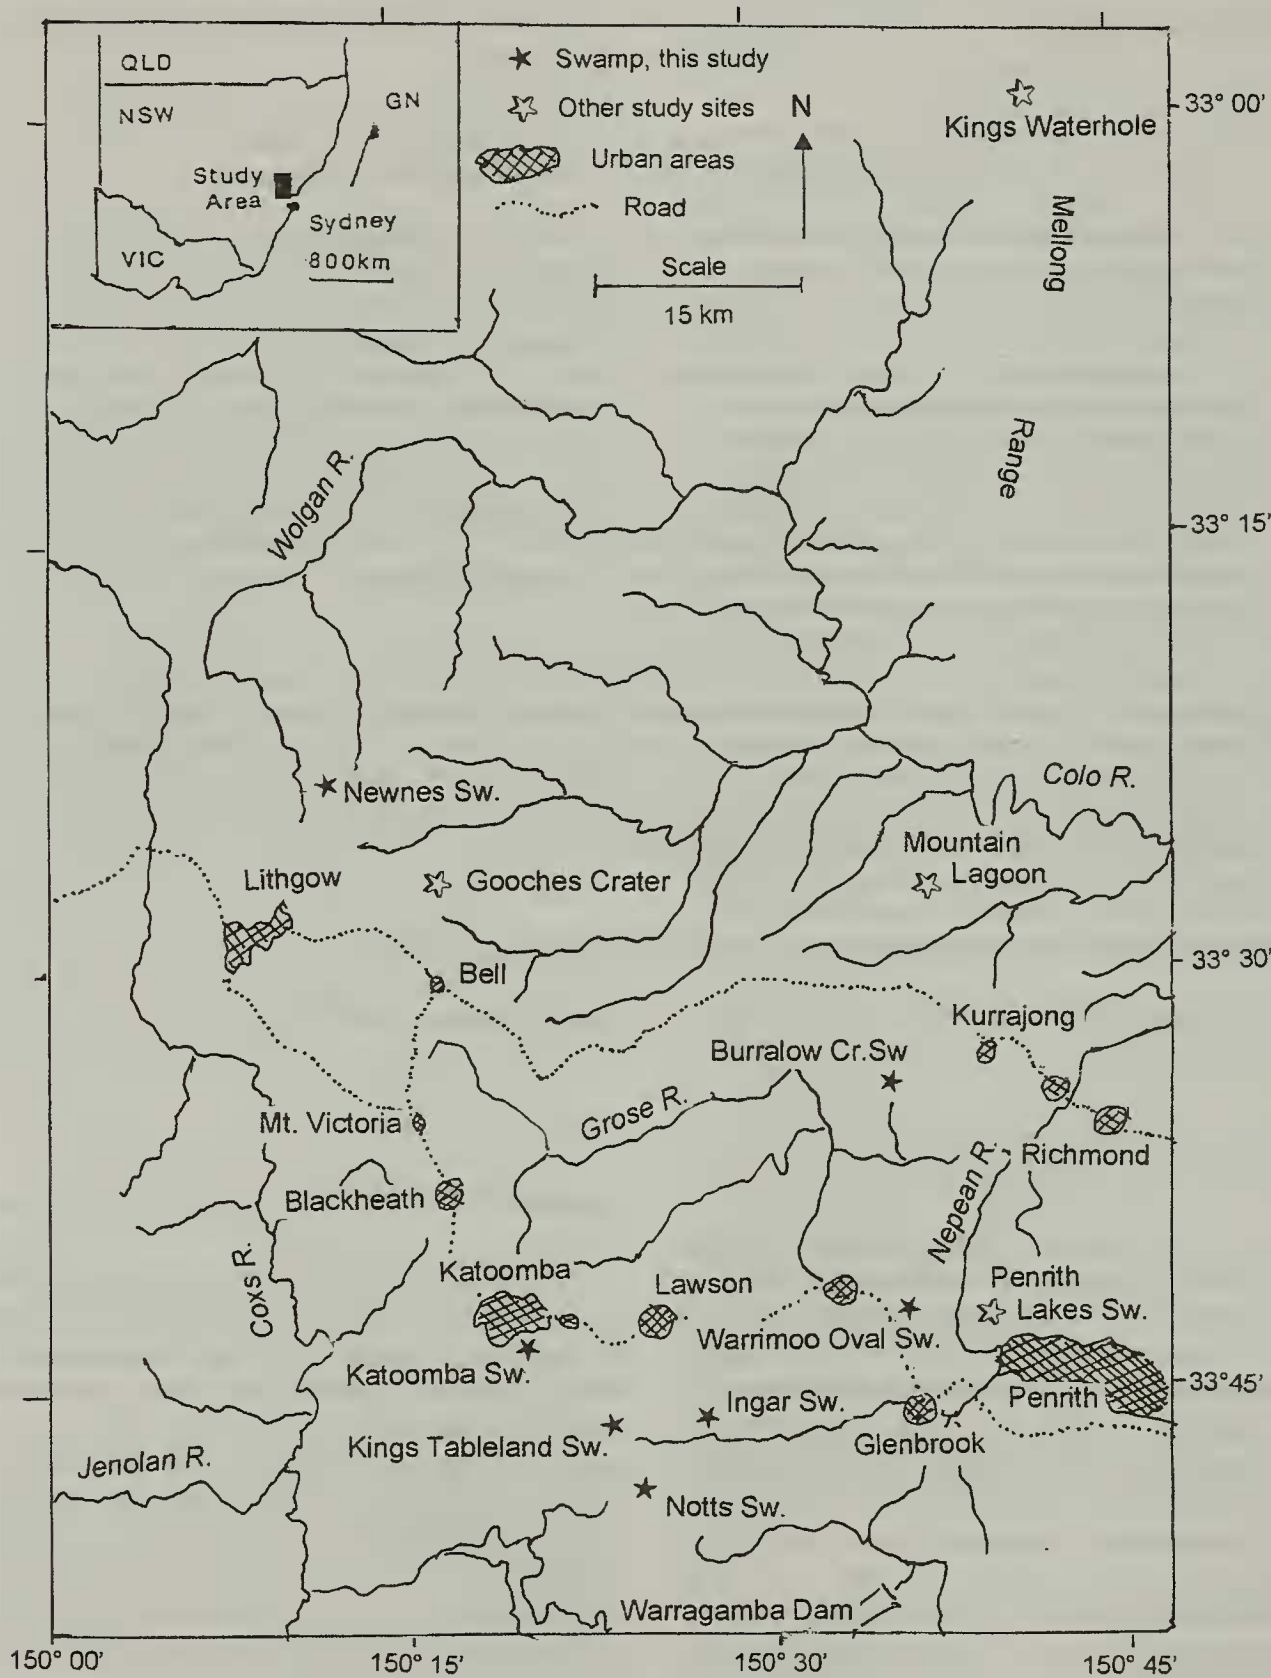 QLD
NSW
GN
Study
Area
Sydney
VIC
800km
Swamp, this study
Other study sites
Urban areas
Road
N
Scale
15 km
Kings Waterhole
33° 00'
Mellong
Range
Wolgan R.
33° 15'
Newnes Sw.
Colo R.
Mountain
Lagoon
Lithgow
Gooches Crater
Bell
33° 30'
Kurrajong
Burralow Cr.Sw
Mt. Victoria
Grose R.
Richmond
Blackheath
Nepean R.
Coxs R.
Katoomba
Lawson
Penrith
Lakes Sw.
Warrimoo Oval Sw.
Katoomba Sw.
33°45'
Penrith
Ingar Sw.
Kings Tableland Sw.
Glenbrook
Jenolan R.
Notts Sw.
Warragamba Dam
150° 00'
150° 15'
150° 30'
150° 45'